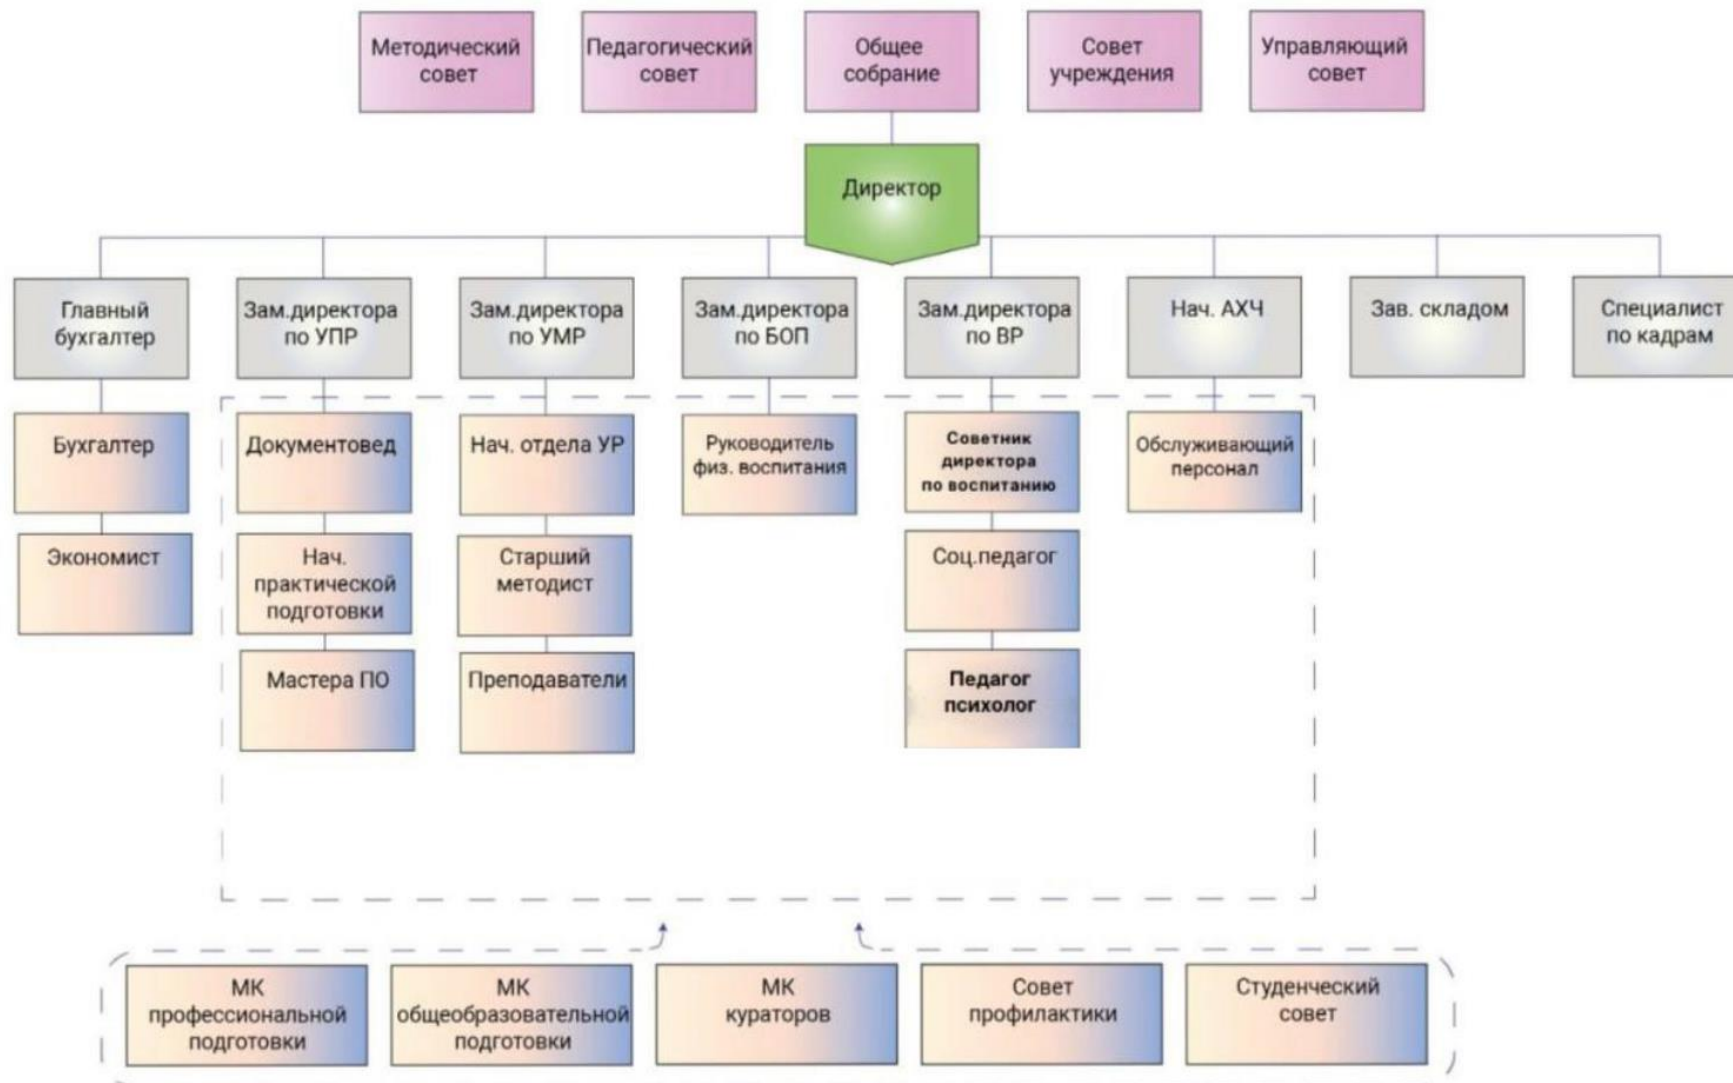 Методический
совет
Педагогический
совет
Общее
собрание
Совет
учреждения
Управляющий
совет
Директор
Главный
бухгалтер
Зам.директора
по УПР
Зам.директора
по УМР
Зам.директора
по БОП
Зам.директора
по ВР
Нач. АХЧ
Зав. складом
Специалист
по кадрам
Бухгалтер
Документовед
Нач. отдела УР
Руководитель
физ. воспитания
Советник
директора
по воспитанию
Обслуживающий
персонал
Экономист
Нач.
практической
подготовки
Старший
методист
Соц.педагог
Мастера ПО
Преподаватели
Педагог
психолог
МК
профессиональной
подготовки
МК
общеобразовательной
подготовки
МК
кураторов
Совет
профилактики
Студенческий
совет